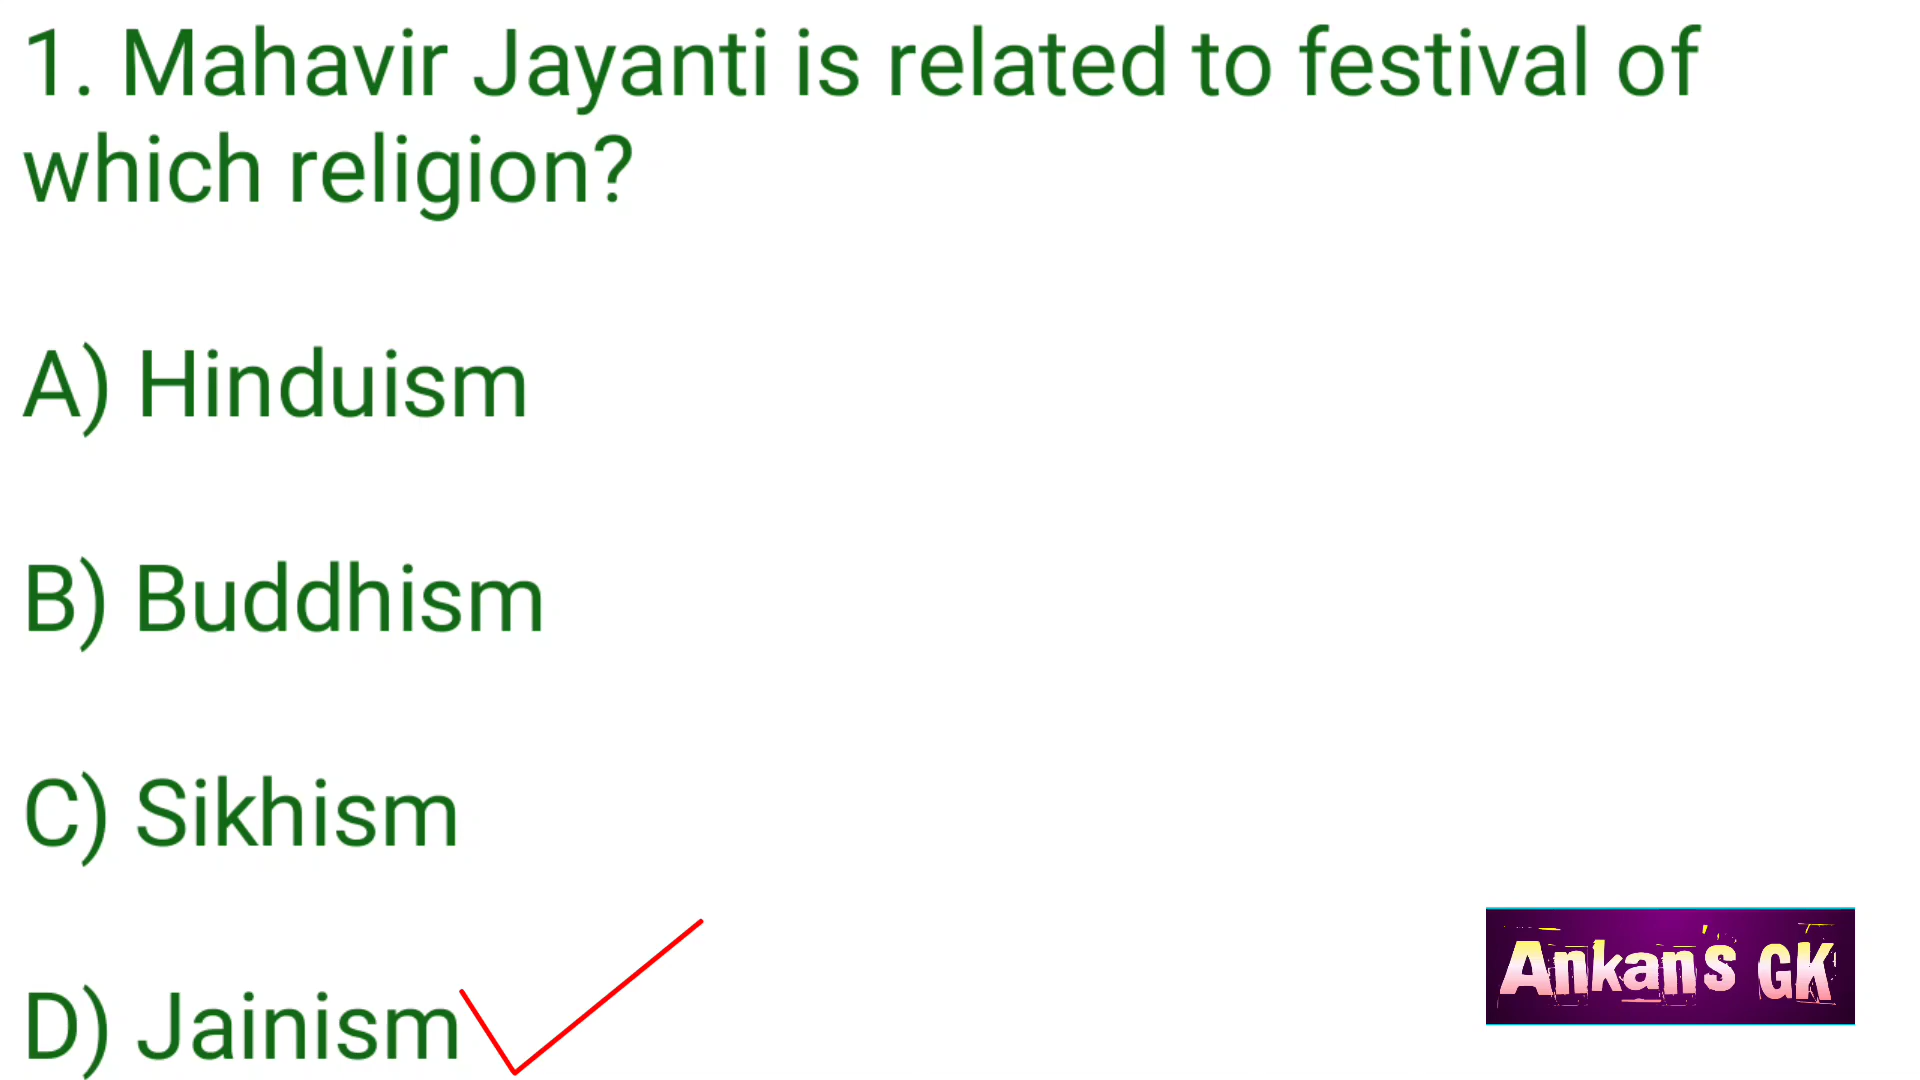 1. Mahavir Jayanti is related to festival of
which religion?
A) Hinduism
B) Buddhism
C) Sikhism
D) Jainism
Ankan's GK